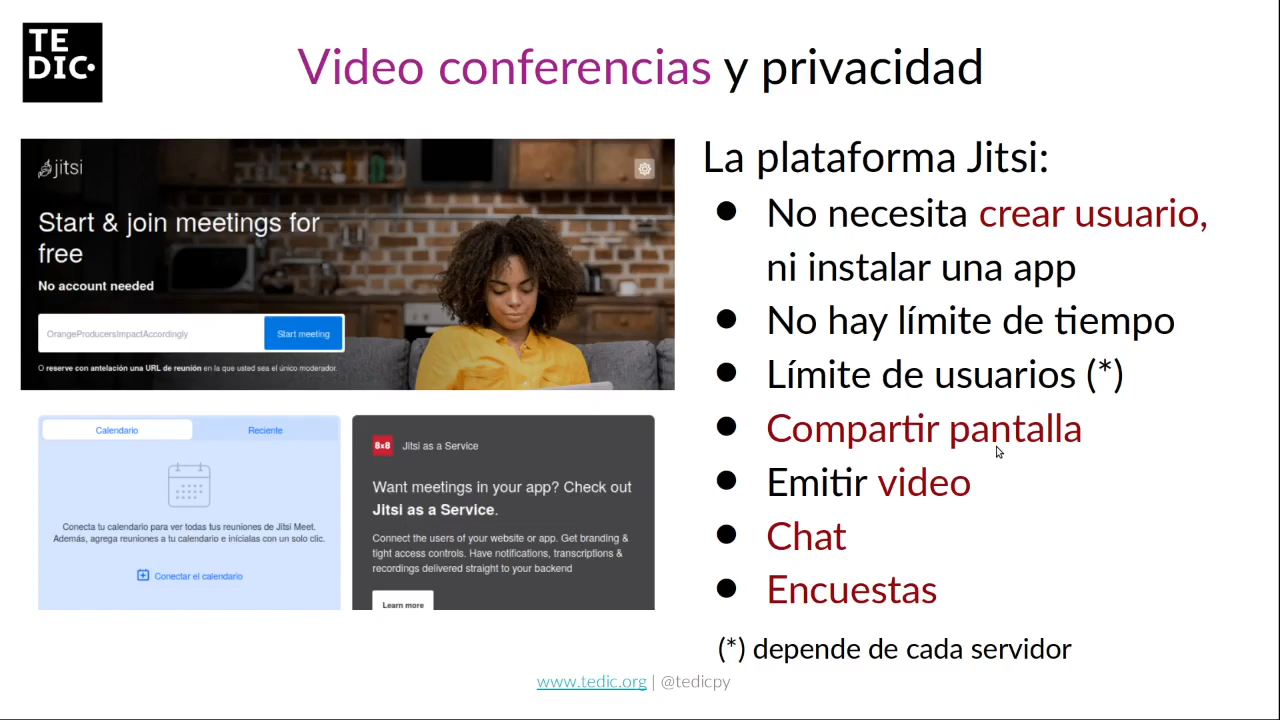 TE
DIC
Video conferencias y privacidad
jitsi
Start & join meetings for
free
No account needed
OrangeProducersImpactAccordingly
Start meeting
O reserve con antelación una URL de reunión en la que usted sea el único moderador.
Calendario
Reciente
Conecta tu calendario para ver todas tus reuniones de Jitsi Meet.
Además, agrega reuniones a tu calendario e inícialas con un solo clic.
Conectar el calendario
8x8 Jitsi as a Service
Want meetings in your app? Check out
Jitsi as a Service.
Connect the users of your website or app. Get branding &
tight access controls. Have notifications, transcriptions &
recordings delivered straight to your backend
Learn more
La plataforma Jitsi:
● No necesita crear usuario,
ni instalar una app
● No hay límite de tiempo
● Límite de usuarios (*)
● Compartir pantalla
● Emitir video
● Chat
● Encuestas
(*) depende de cada servidor
www.tedic.org | @tedicpy